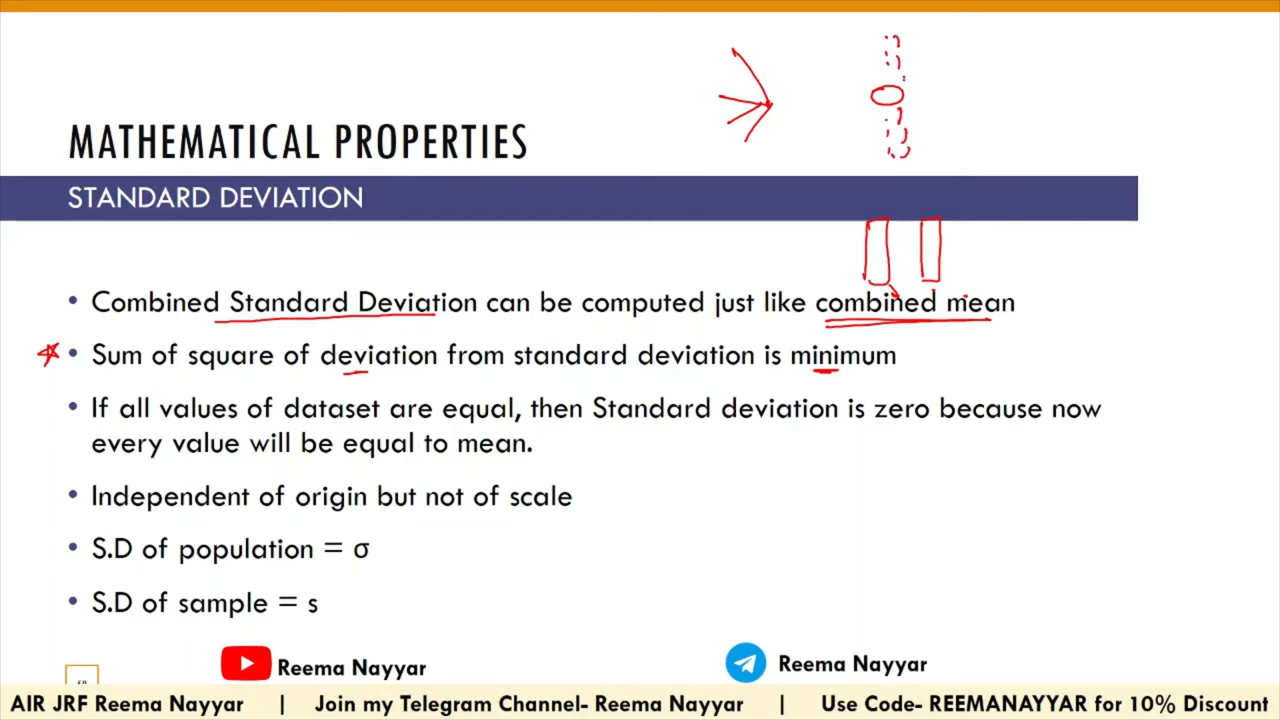 MATHEMATICAL PROPERTIES
STANDARD DEVIATION
• Combined Standard Deviation can be computed just like combined mean
• Sum of square of deviation from standard deviation is minimum
• If all values of dataset are equal, then Standard deviation is zero because now
every value will be equal to mean.
• Independent of origin but not of scale
• S.D of population = σ
• S.D of sample = s
Reema Nayyar
Reema Nayyar
AIR JRF Reema Nayyar | Join my Telegram Channel- Reema Nayyar | Use Code- REEMANAYYAR for 10% Discount